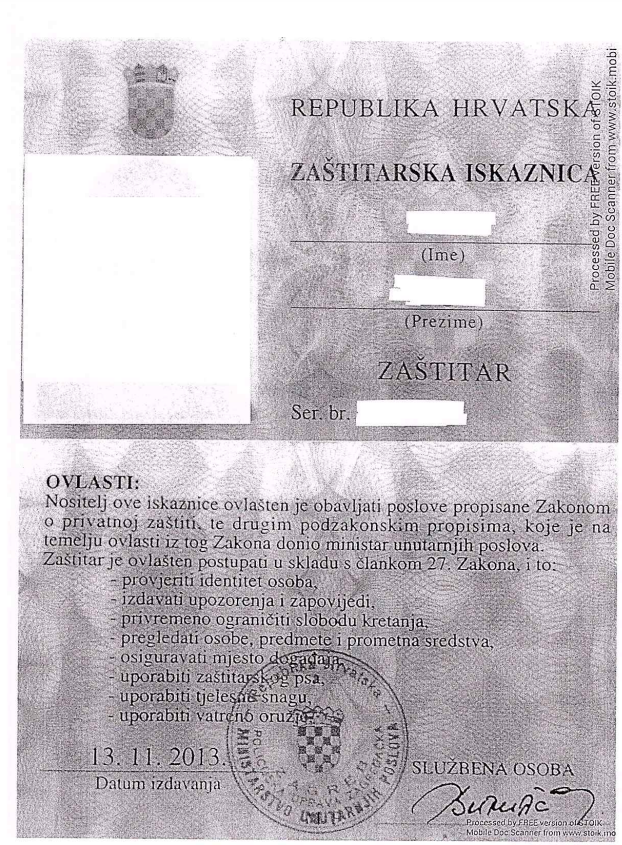 REPUBLIKA HRVATSKA
ZAŠTITARSKA ISKAZNICA
(Ime)
(Prezime)
ZAŠTITAR
Ser. br.
Processed by FREE version of STOIK
Mobile Doc Scanner from www.stoik.mobi
OVLASTI:
Nositelj ove iskaznice ovlašten je obavljati poslove propisane Zakonom
o privatnoj zaštiti, te drugim podzakonskim propisima, koje je na
temelju ovlasti iz tog Zakona donio ministar unutarnjih poslova.
Zaštitar je ovlašten postupati u skladu s člankom 27. Zakona, i to:
- provjeriti identitet osoba,
- izdavati upozorenja i zapovijedi,
- privremeno ograničiti slobodu kretanja,
- pregledati osobe, predmete i prometna sredstva,
- osiguravati mjesto događaja,
- uporabiti zaštitarskog psa,
- uporabiti tjelesnu snagu,
- uporabiti vatreno oružje.
Republika Hrvatska
MINISTARSTVO UNUTARNJIH POSLOVA
POLICIJSKA UPRAVA ZAGREBAČKA
ZAGREB
13. 11. 2013.
Datum izdavanja
SLUŽBENA OSOBA
Processed by FREE version of STOIK
Mobile Doc Scanner from www.stoik.mo